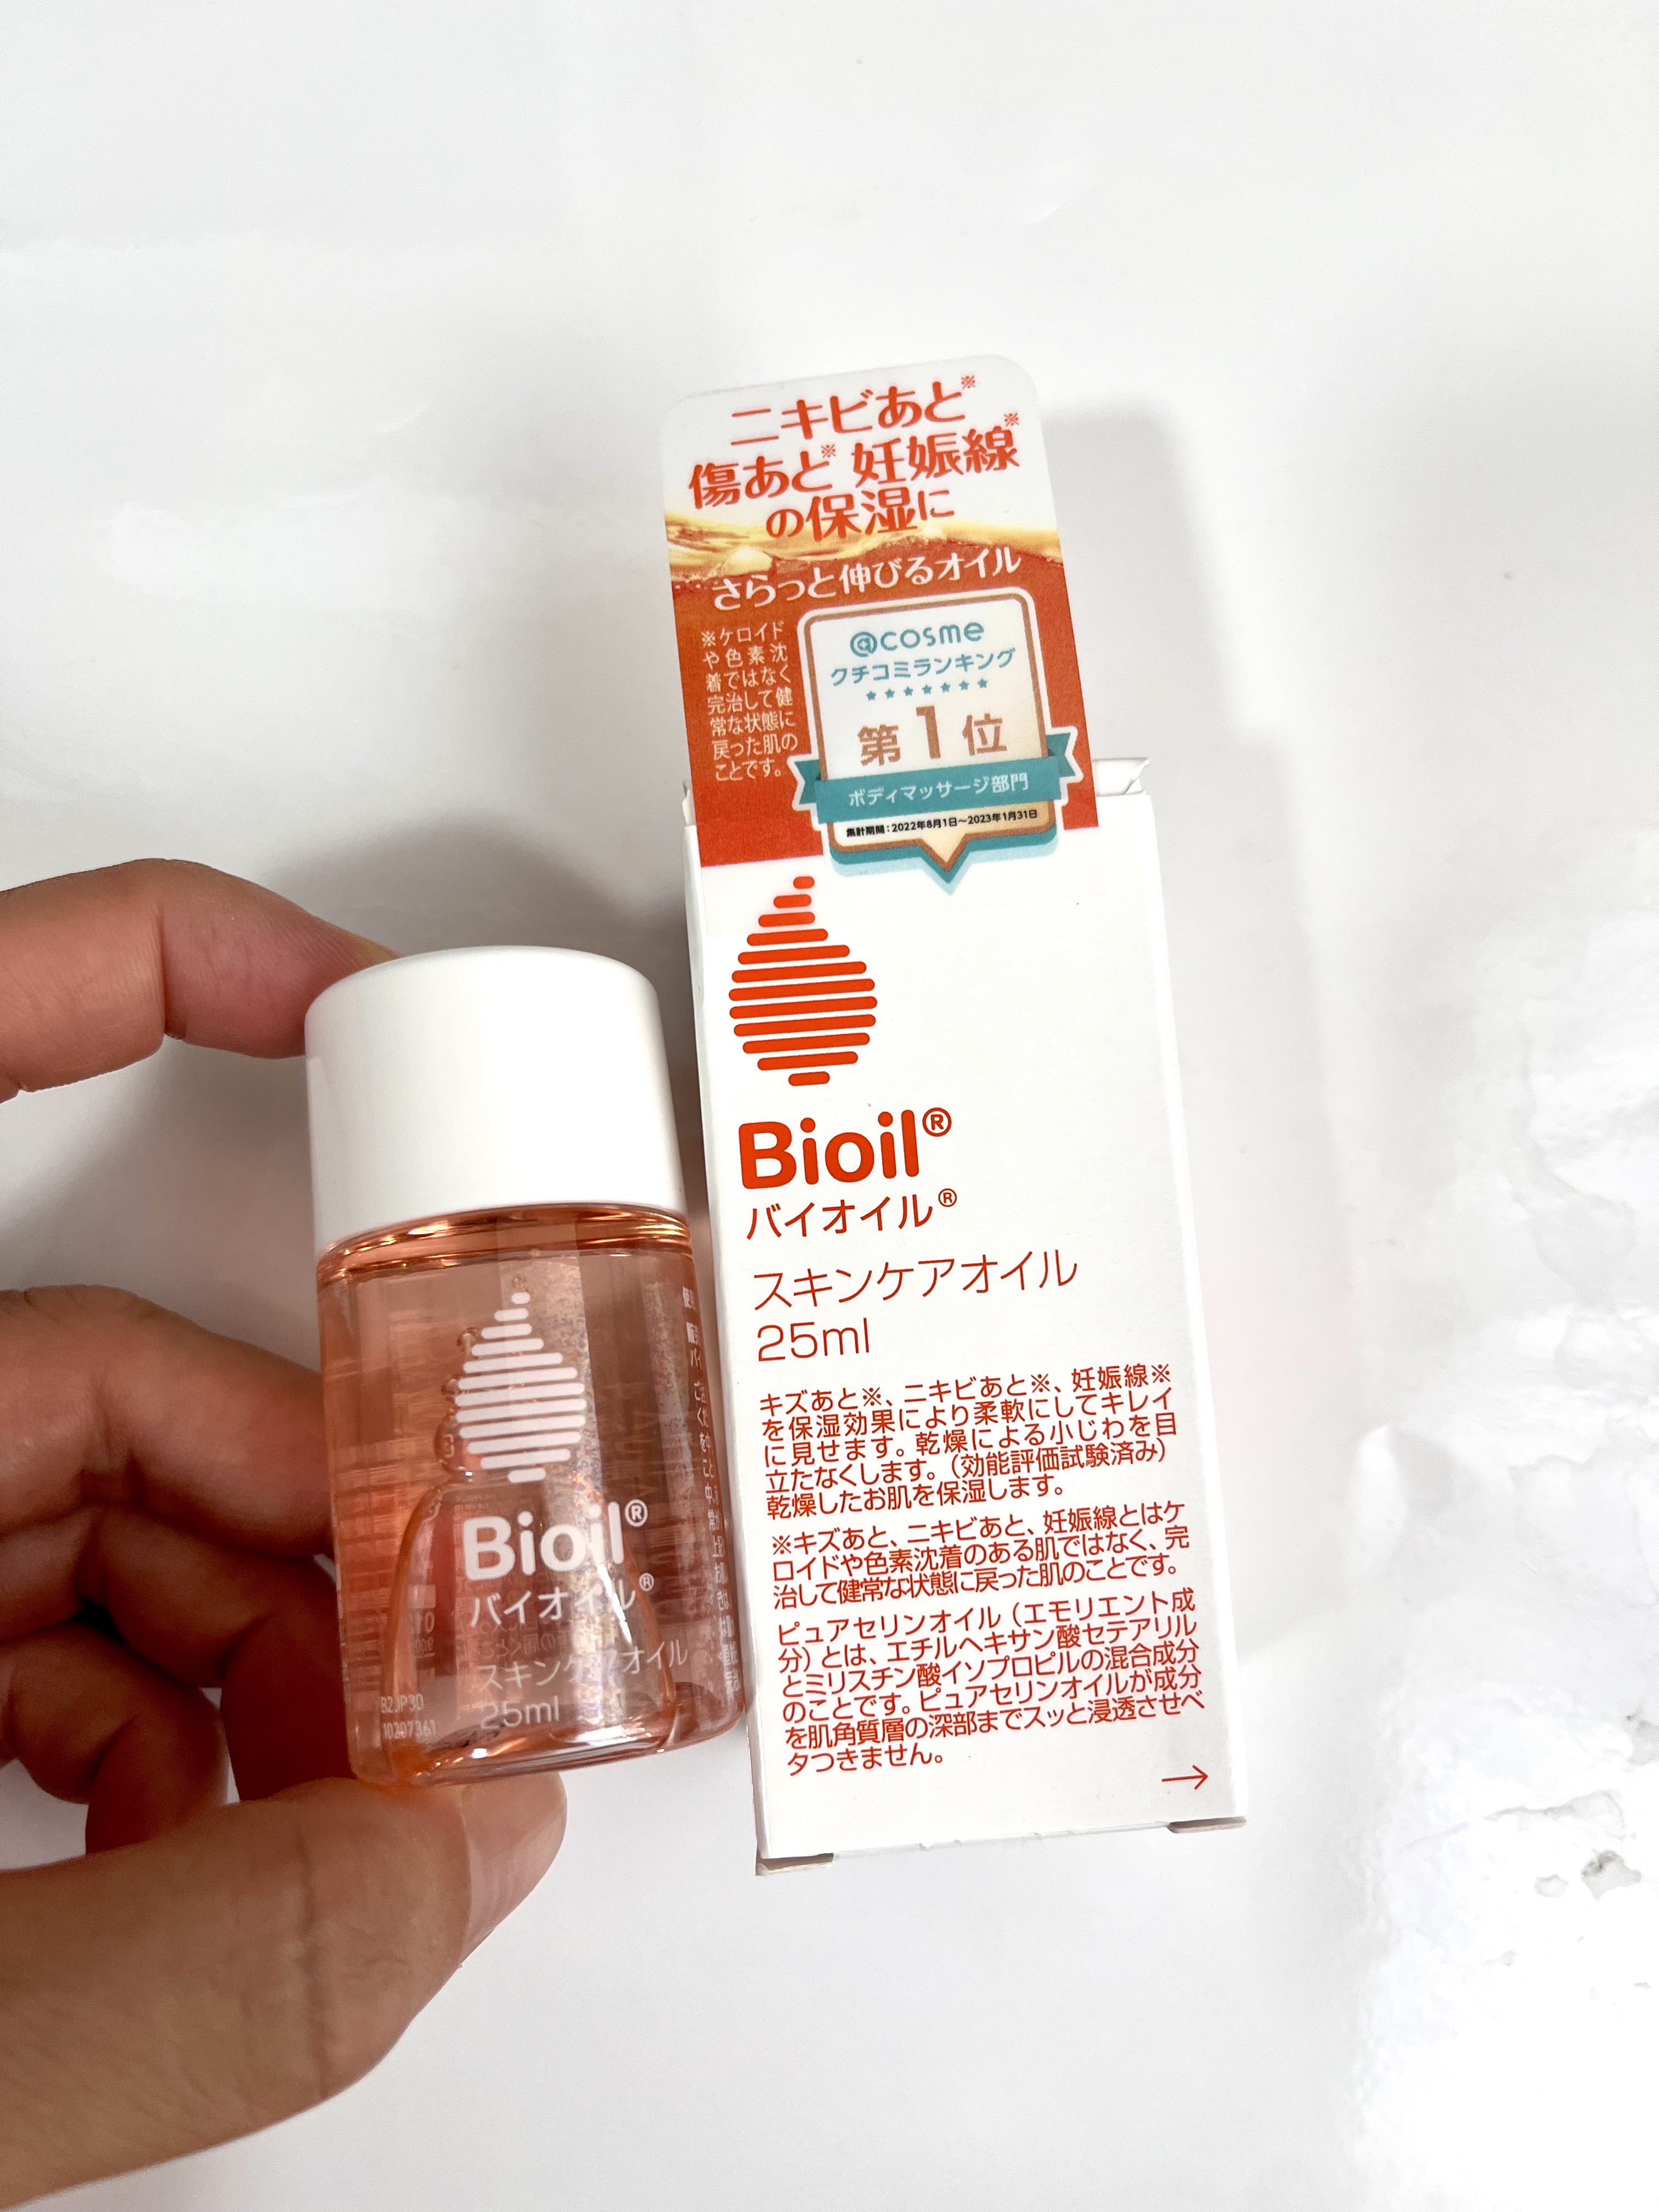 ニキビあと※
傷あと※ 妊娠線※
の保湿に
さらっと伸びるオイル
※ケロイド
や色素沈
着ではなく
完治して健
常な状態に
戻った肌の
ことです。
@cosme
クチコミランキング
★★★★★★★
第1位
ボディマッサージ部門
集計期間：2022年8月1日～2023年1月31日
Bioil®
バイオイル®
スキンケアオイル
25ml
キズあと※、ニキビあと※、妊娠線※
を保湿効果により柔軟にしてキレイ
に見せます。乾燥による小じわを目
立たなくします。（効能評価試験済み）
乾燥したお肌を保湿します。
※キズあと、ニキビあと、妊娠線とはケ
ロイドや色素沈着のある肌ではなく、完
治して健常な状態に戻った肌のことです。
ピュアセリンオイル（エモリエント成
分）とは、エチルヘキサン酸セテアリル
とミリスチン酸イソプロピルの混合成分
のことです。ピュアセリンオイルが成分
を肌角質層の深部までスッと浸透させベ
タつきません。
→
Bioil®
バイオイル®
スキンケアオイル
25ml
10297361